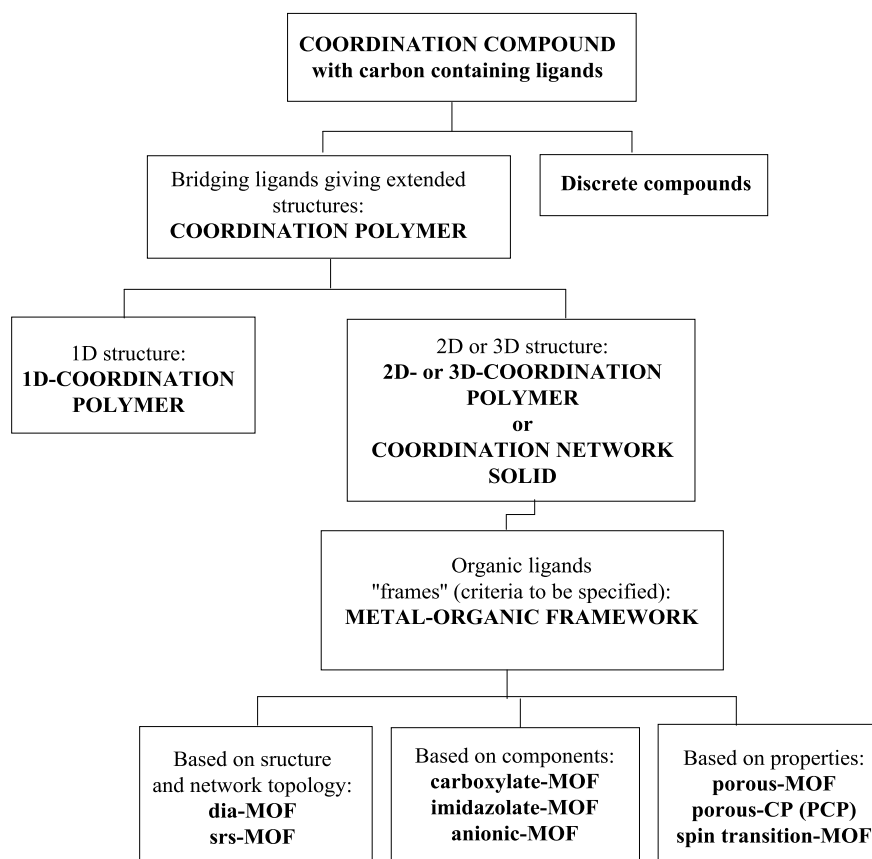 COORDINATION COMPOUND
with carbon containing ligands
Bridging ligands giving extended
structures:
COORDINATION POLYMER
Discrete compounds
1D structure:
1D-COORDINATION
POLYMER
2D or 3D structure:
2D- or 3D-COORDINATION
POLYMER
or
COORDINATION NETWORK
SOLID
Organic ligands
"frames" (criteria to be specified):
METAL-ORGANIC FRAMEWORK
Based on sructure
and network topology:
dia-MOF
srs-MOF
Based on components:
carboxylate-MOF
imidazolate-MOF
anionic-MOF
Based on properties:
porous-MOF
porous-CP (PCP)
spin transition-MOF